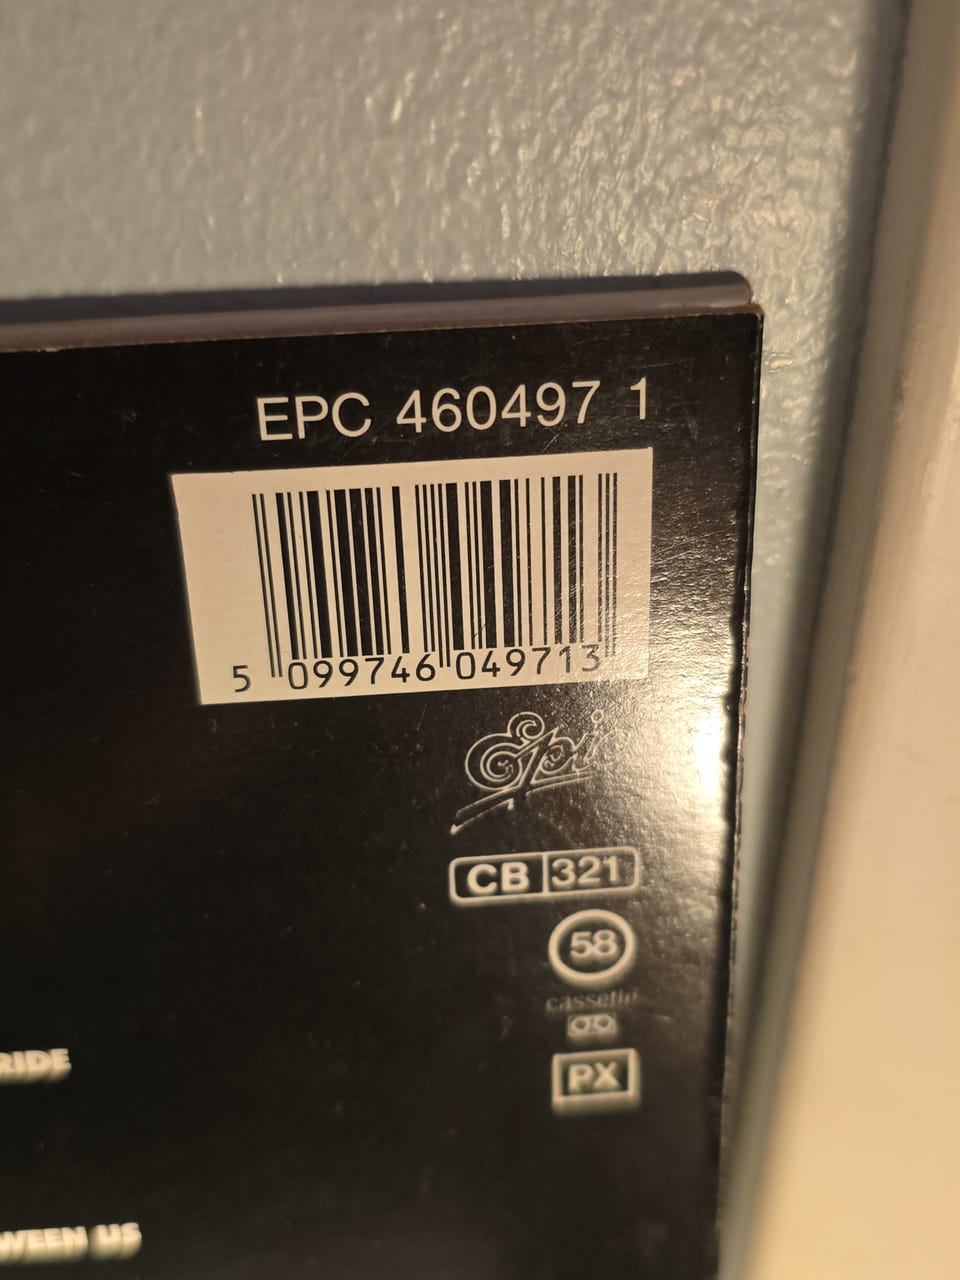 EPC 460497 1
5 099746 049713
Epic
CB 321
58
cassette
PX
RIDE
WEEN US